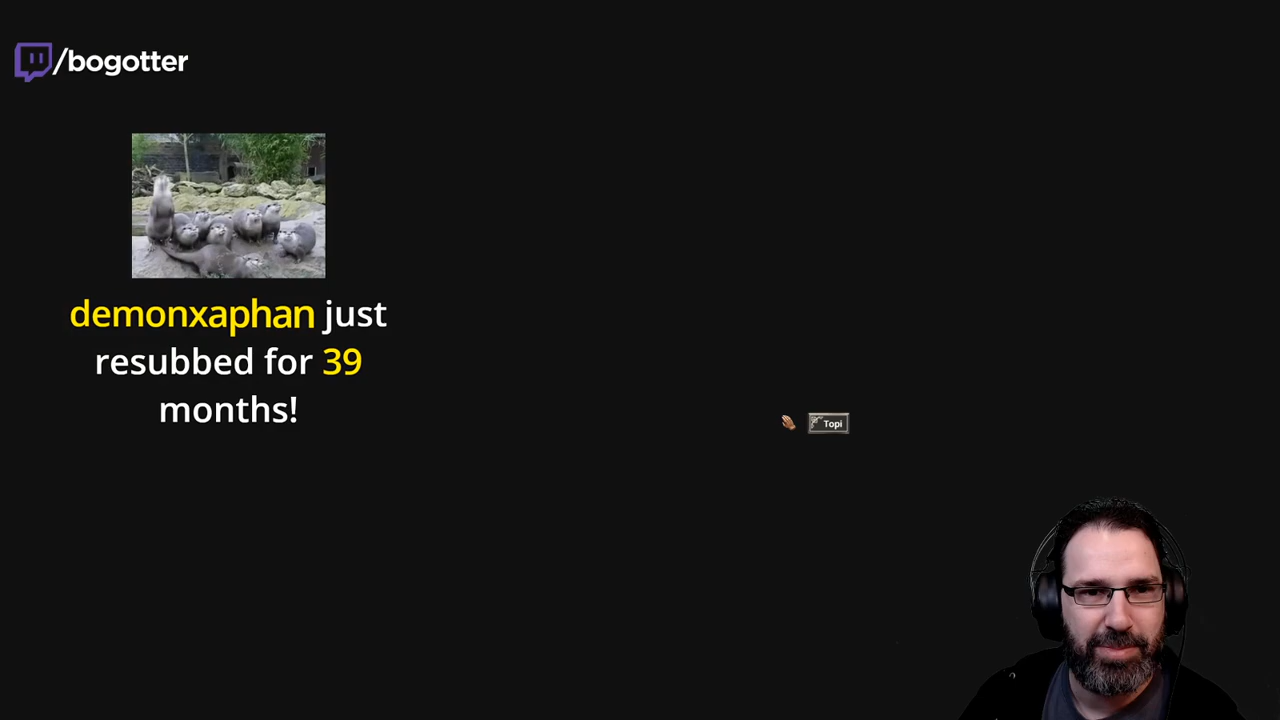 /bogotter
demonxaphan just
resubbed for 39
months!
Topi